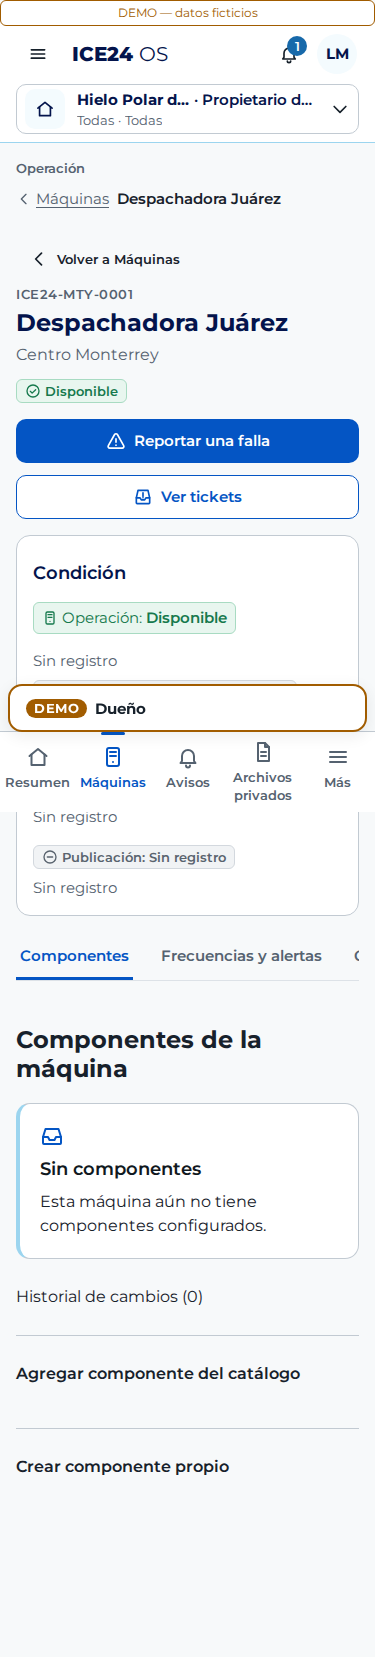 DEMO — datos ficticios
ICE24 OS
1
LM
Hielo Polar d... · Propietario d...
Todas · Todas
Operación
Máquinas Despachadora Juárez
Volver a Máquinas
ICE24-MTY-0001
Despachadora Juárez
Centro Monterrey
Disponible
Reportar una falla
Ver tickets
Condición
Operación: Disponible
Sin registro
DEMO Dueño
Resumen
Máquinas
Avisos
Archivos privados
Más
Sin registro
Publicación: Sin registro
Sin registro
Componentes Frecuencias y alertas
Componentes de la
máquina
Sin componentes
Esta máquina aún no tiene
componentes configurados.
Historial de cambios (0)
Agregar componente del catálogo
Crear componente propio